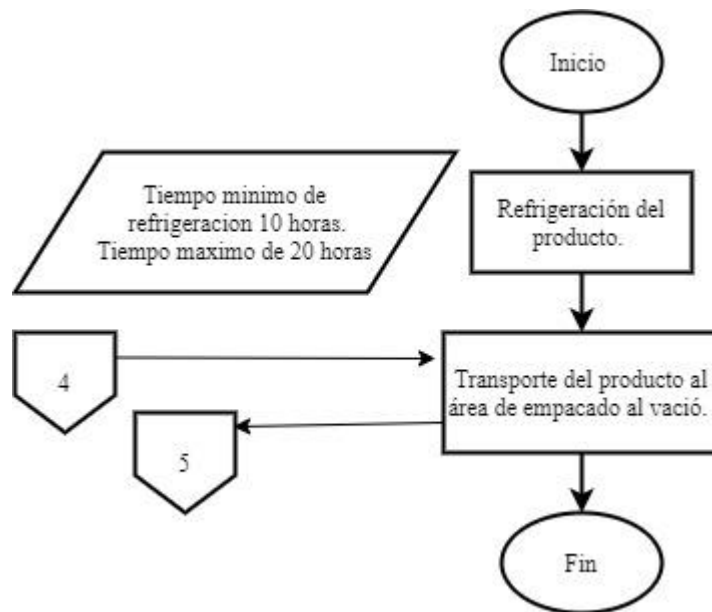 Inicio
Tiempo minimo de
refrigeracion 10 horas.
Tiempo maximo de 20 horas
Refrigeración del
producto.
4
Transporte del producto al
área de empacado al vació.
5
Fin